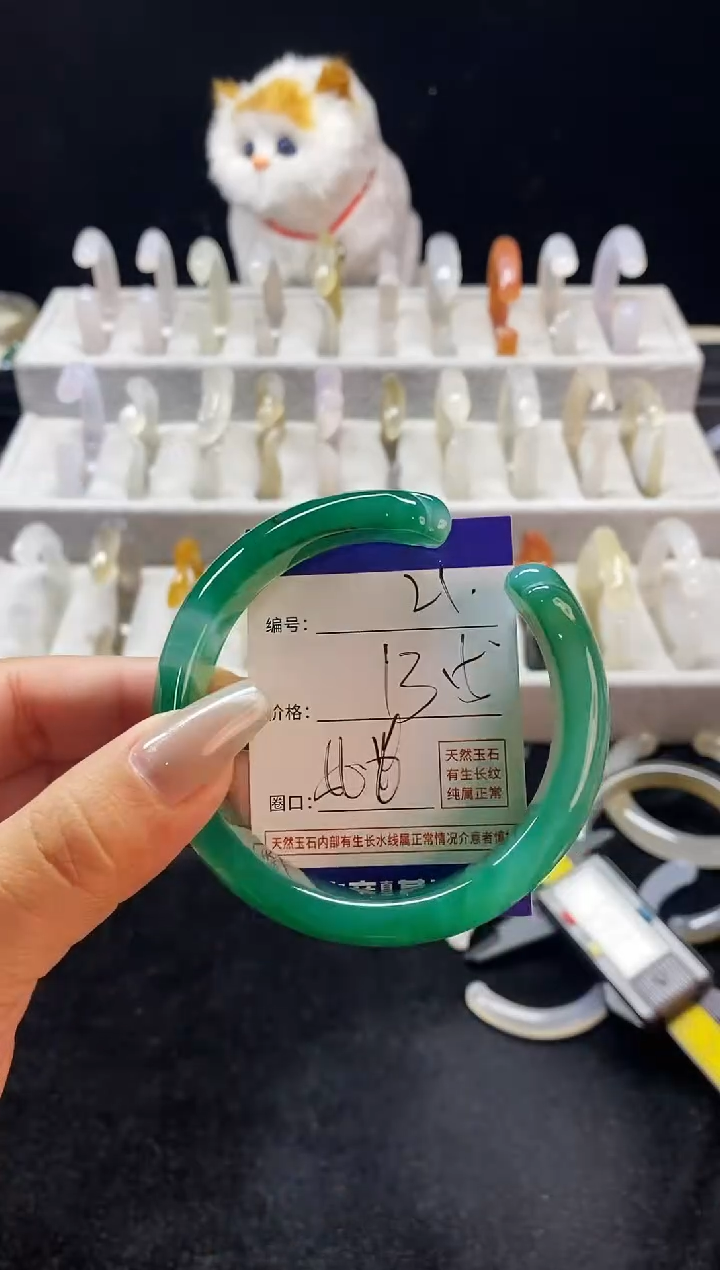 编号: 21.
价格: 13
圈口:
天然玉石
有生长纹
纯属正常
天然玉石内部有生长水线属正常情况介意者慎